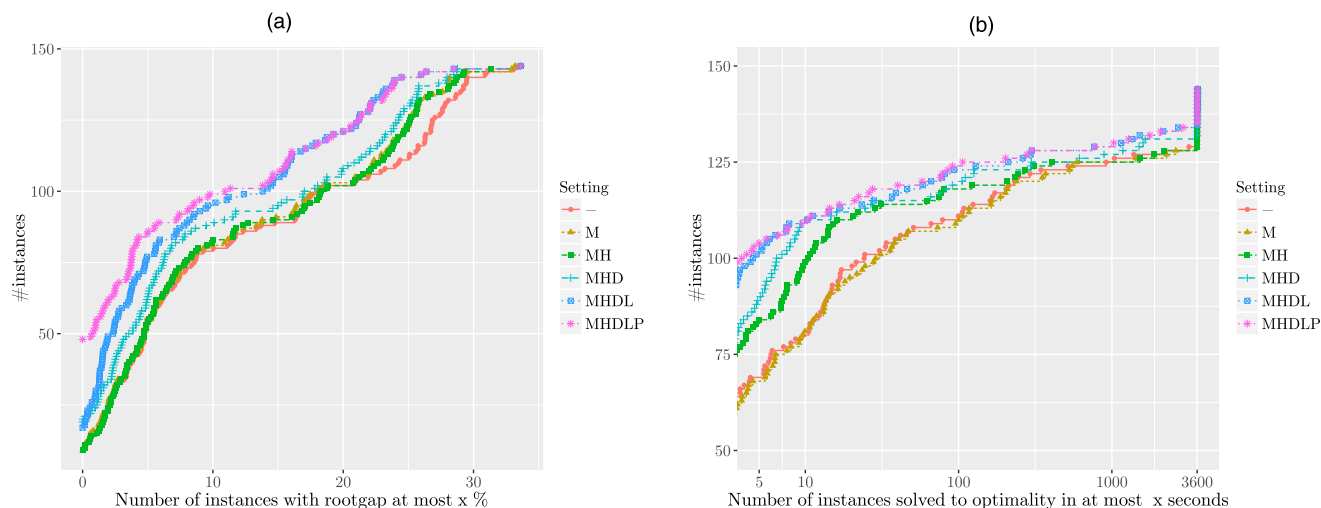 (a)
#instances
150
100
50
0
10
20
30
Number of instances with rootgap at most x %
Setting
–
M
MH
MHD
MHDL
MHDLP
(b)
#instances
150
125
100
75
50
5
10
100
1000
3600
Number of instances solved to optimality in at most x seconds
Setting
–
M
MH
MHD
MHDL
MHDLP